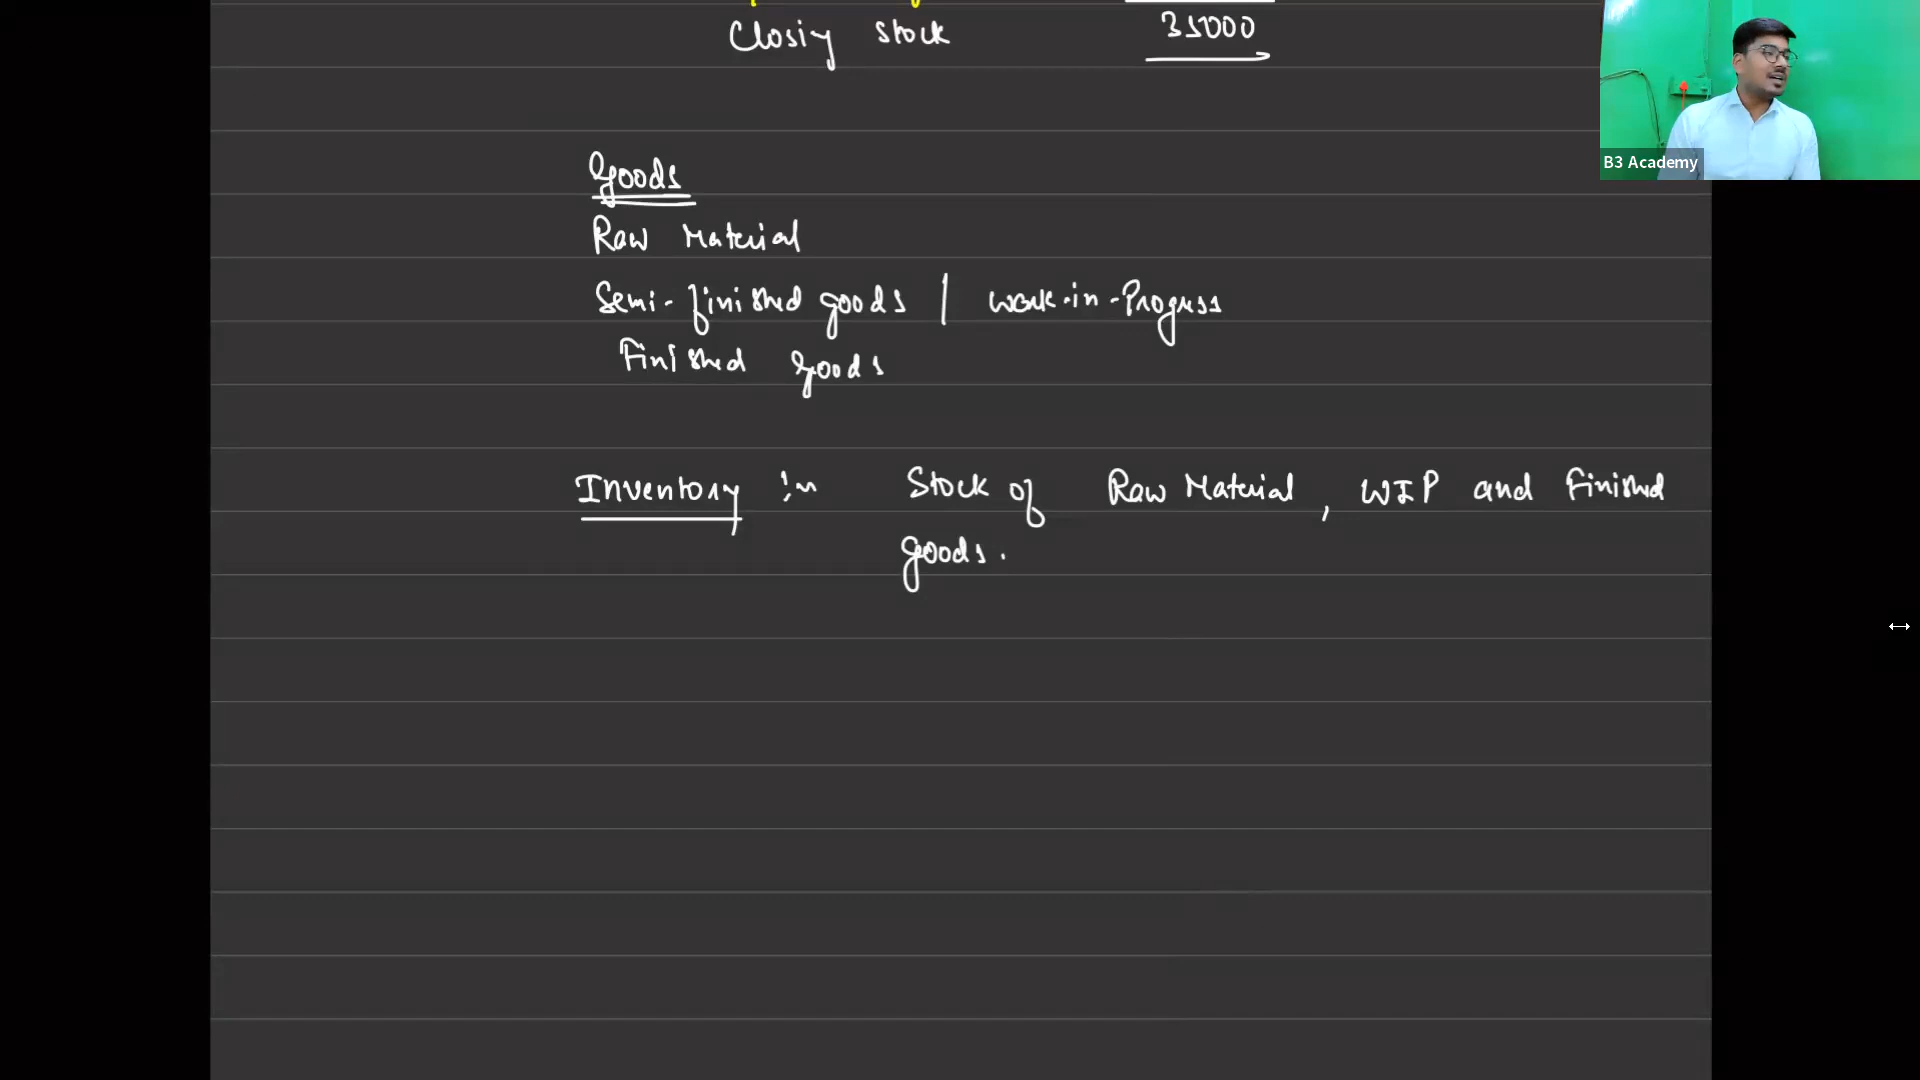 Closing Stock 35000
B3 Academy
Goods
Raw Material
Semi-finished goods | Work-in-Progress
Finished goods
Inventory :- Stock of Raw Material, WIP and Finished
goods.